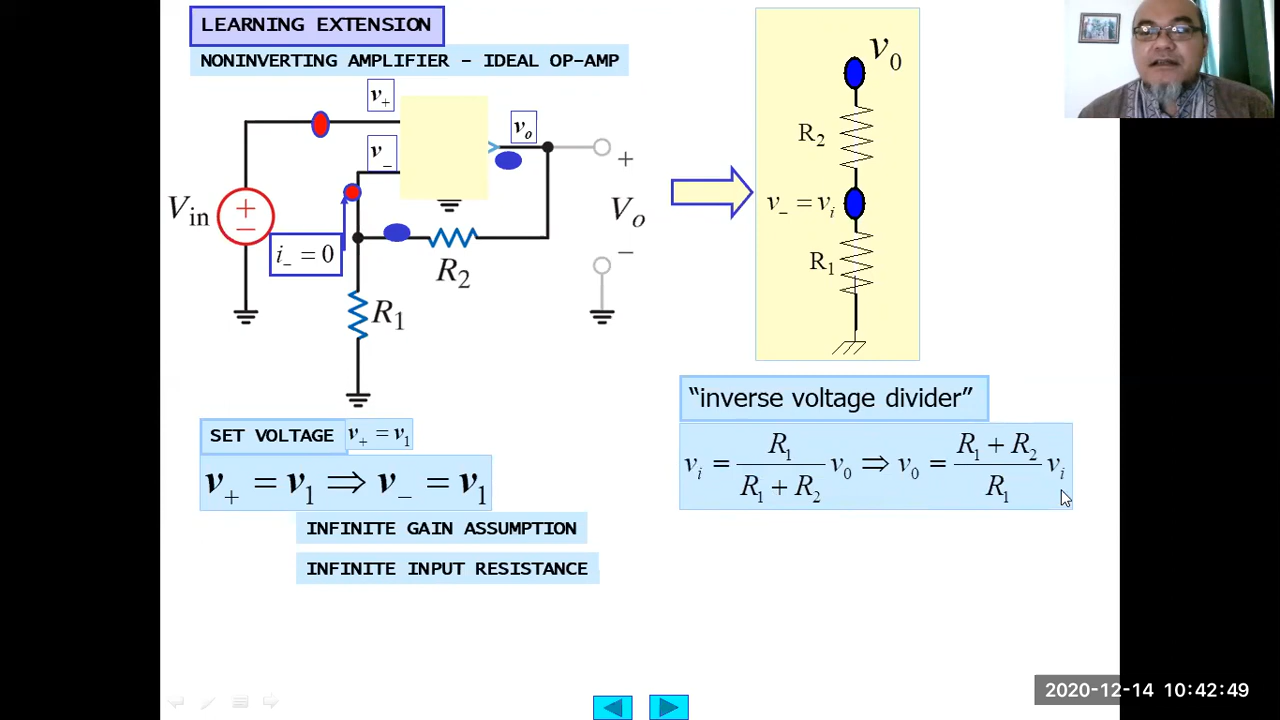 LEARNING EXTENSION
NONINVERTING AMPLIFIER – IDEAL OP-AMP
v₊
v₋
vₒ
V_in
+
−
i₋ = 0
R₂
R₁
+
Vₒ
−
v₀
R₂
v₋ = vᵢ
R₁
"inverse voltage divider"
vᵢ = R₁ / (R₁ + R₂) v₀ ⇒ v₀ = (R₁ + R₂) / R₁ vᵢ
SET VOLTAGE v₊ = v₁
v₊ = v₁ ⇒ v₋ = v₁
INFINITE GAIN ASSUMPTION
INFINITE INPUT RESISTANCE
2020-12-14 10:42:49